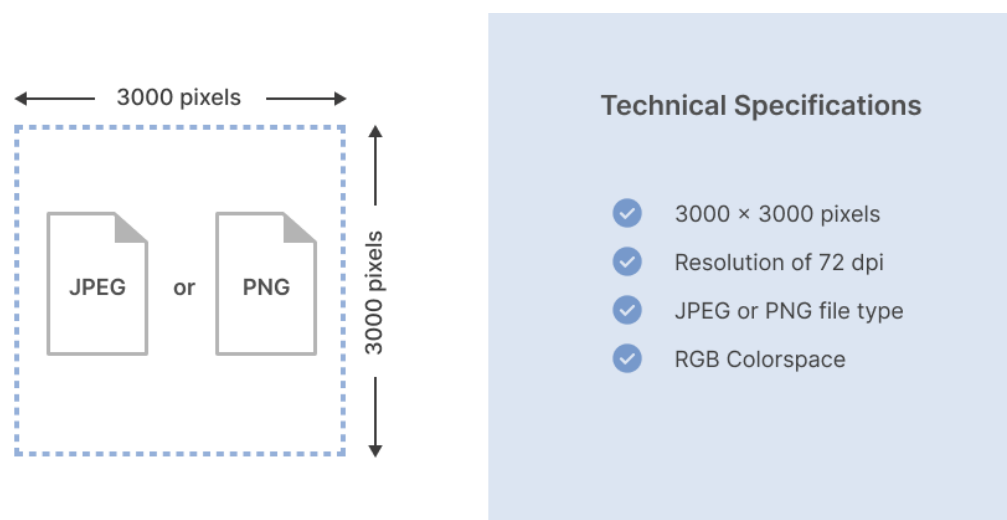 3000 pixels
3000 pixels
JPEG or PNG
Technical Specifications
3000 × 3000 pixels
Resolution of 72 dpi
JPEG or PNG file type
RGB Colorspace